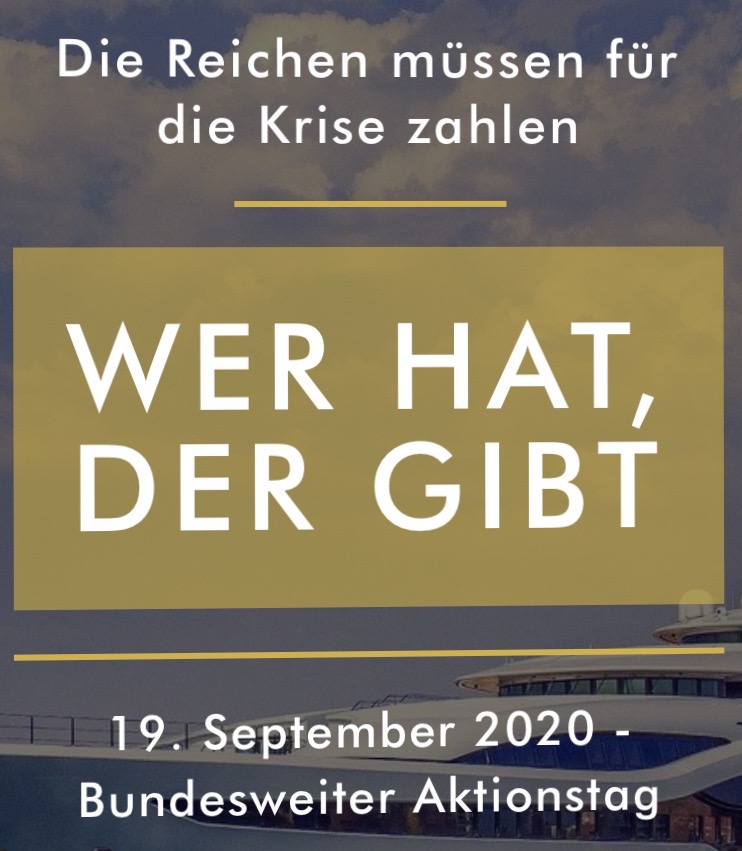 Die Reichen müssen für
die Krise zahlen
WER HAT,
DER GIBT
19. September 2020 -
Bundesweiter Aktionstag